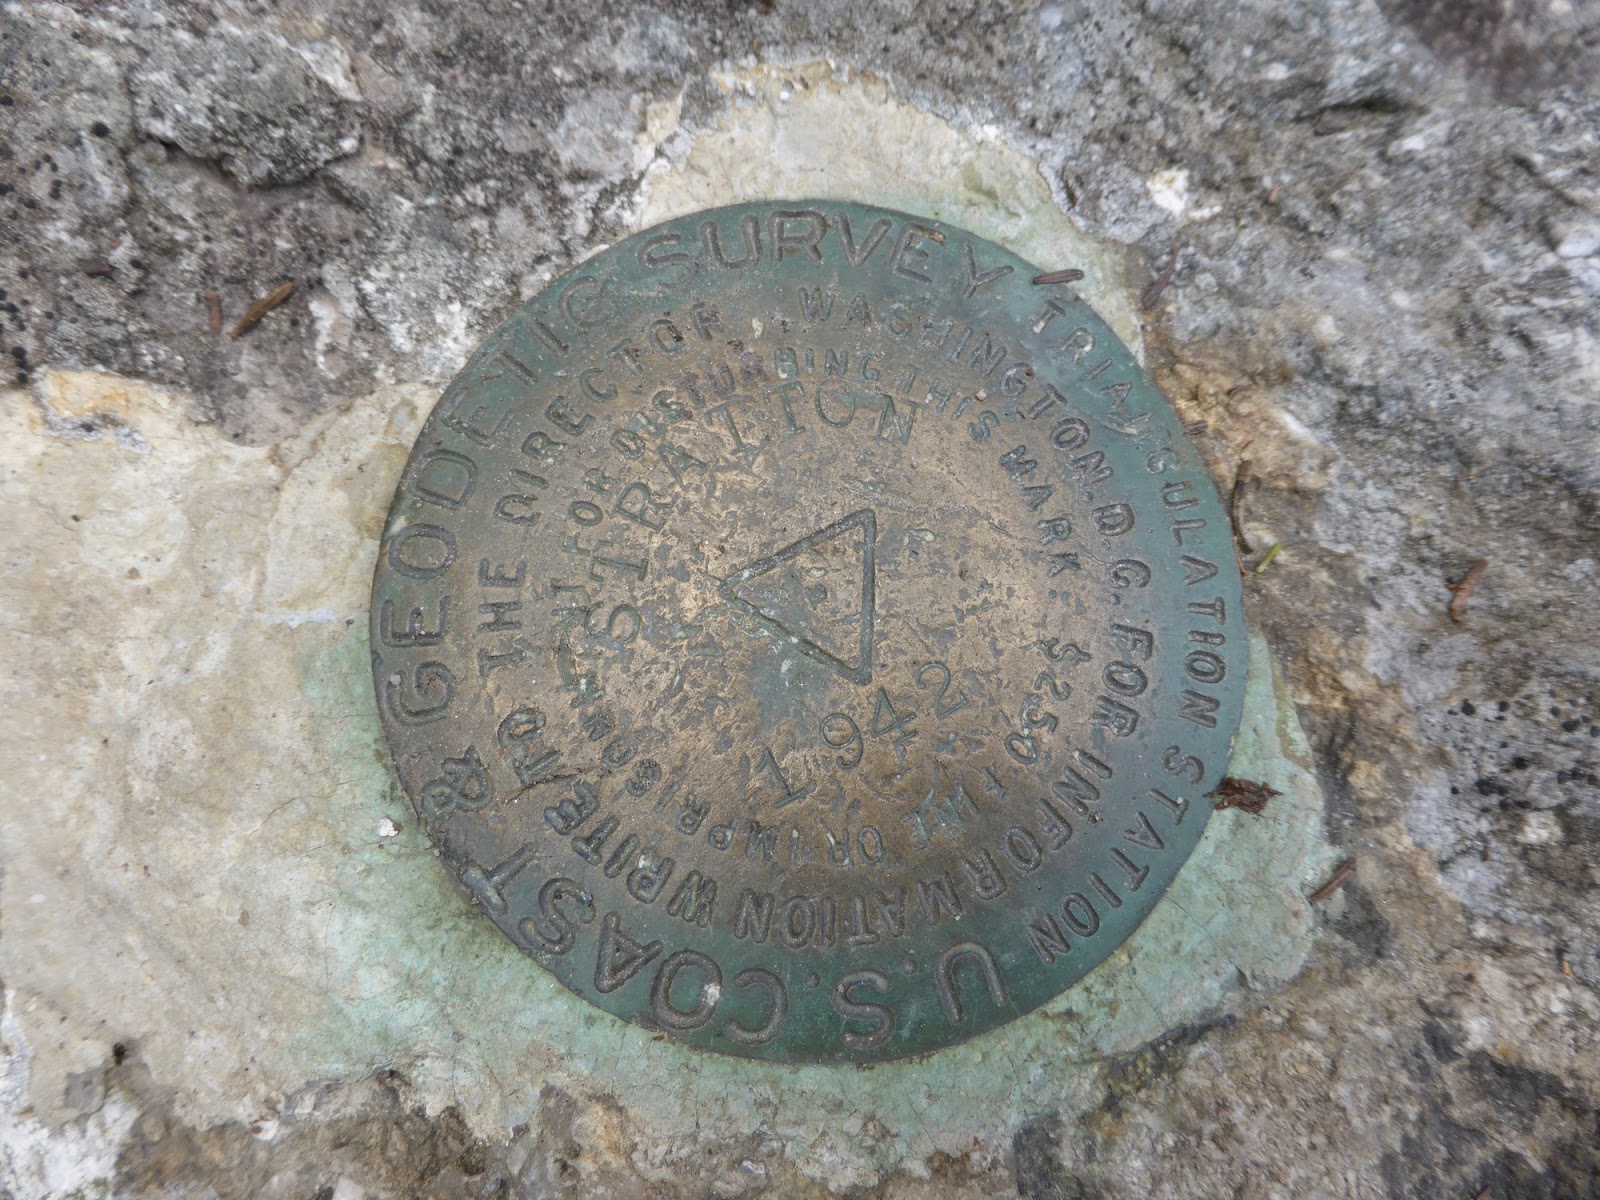 U.S. COAST & GEODETIC SURVEY
TRIANGULATION STATION
FOR INFORMATION WRITE TO THE DIRECTOR WASHINGTON. D.C.
$250 FINE OR IMPRISONMENT FOR DISTURBING THIS MARK
STRATTON
1942